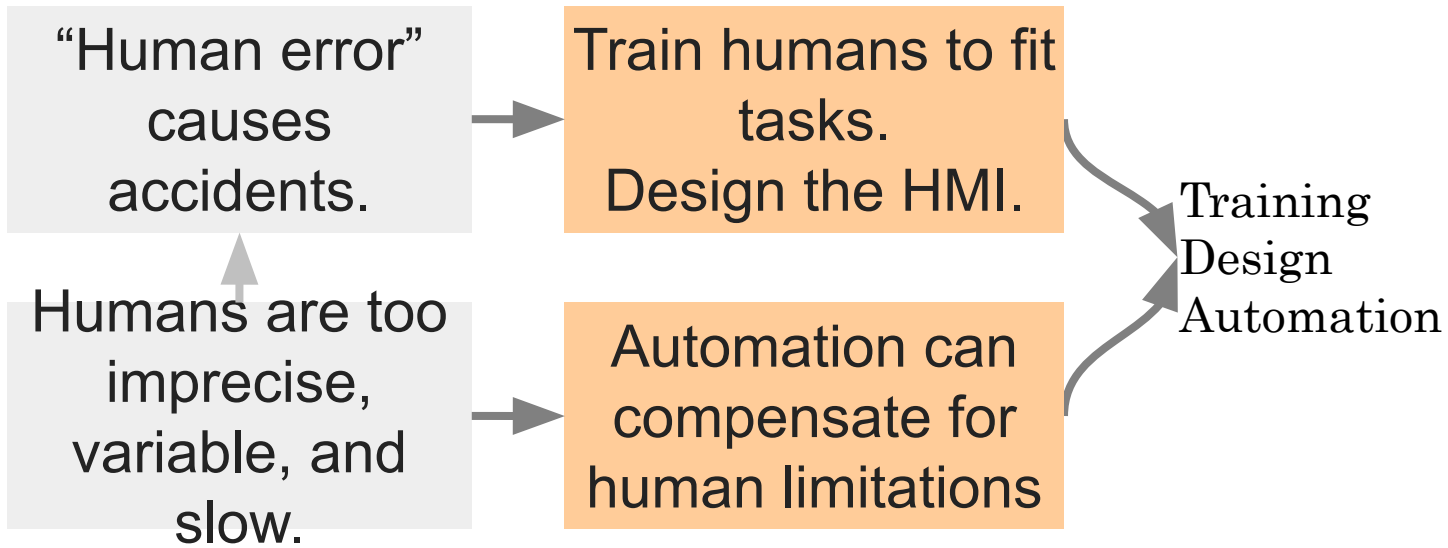 “Human error”
causes
accidents.
Train humans to fit
tasks.
Design the HMI.
Humans are too
imprecise,
variable, and
slow.
Automation can
compensate for
human limitations
Training
Design
Automation